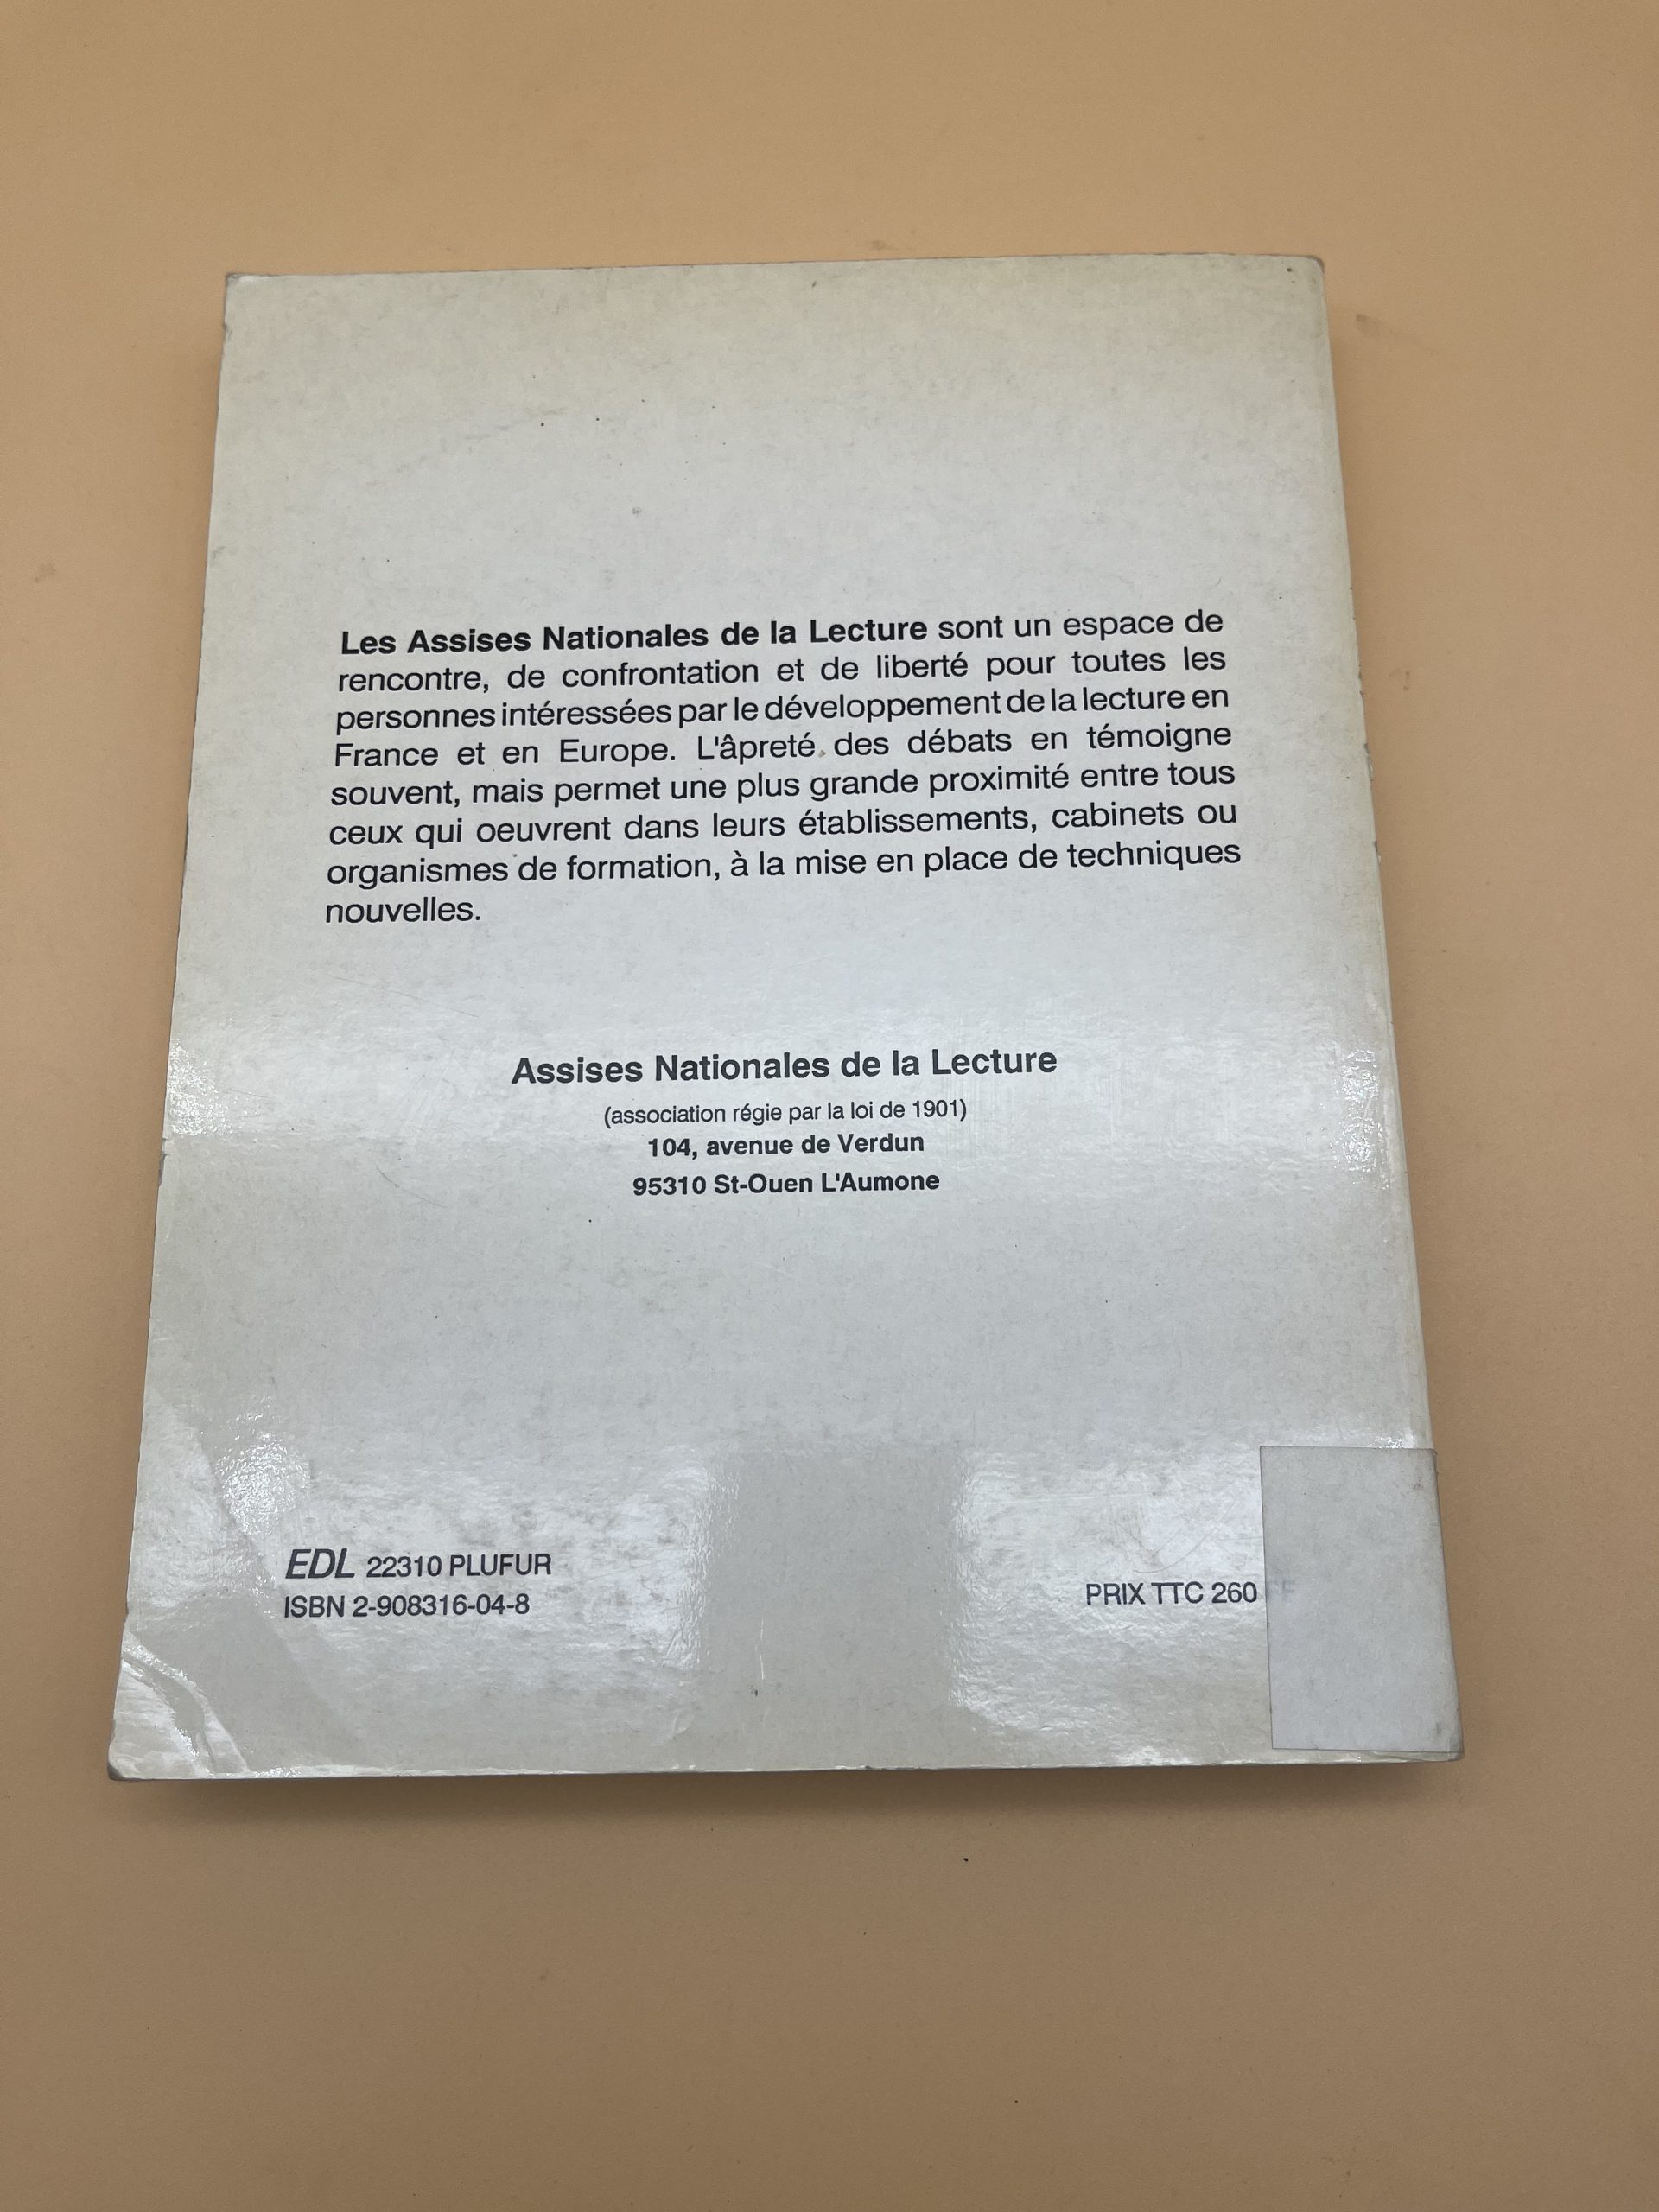 Les Assises Nationales de la Lecture sont un espace de
rencontre, de confrontation et de liberté pour toutes les
personnes intéressées par le développement de la lecture en
France et en Europe. L'âpreté des débats en témoigne
souvent, mais permet une plus grande proximité entre tous
ceux qui oeuvrent dans leurs établissements, cabinets ou
organismes de formation, à la mise en place de techniques
nouvelles.
Assises Nationales de la Lecture
(association régie par la loi de 1901)
104, avenue de Verdun
95310 St-Ouen L'Aumone
EDL 22310 PLUFUR
ISBN 2-908316-04-8
PRIX TTC 260 FF